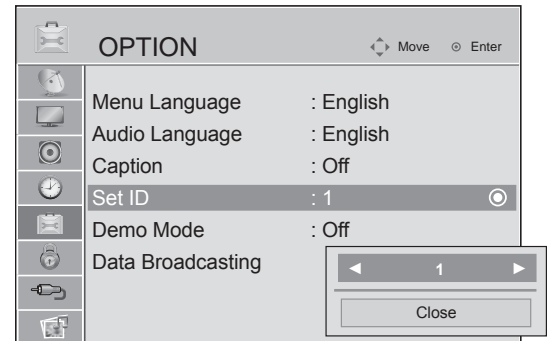 OPTION Move Enter
Menu Language : English
Audio Language : English
Caption : Off
Set ID : 1
Demo Mode : Off
Data Broadcasting
◄ 1 ►
Close